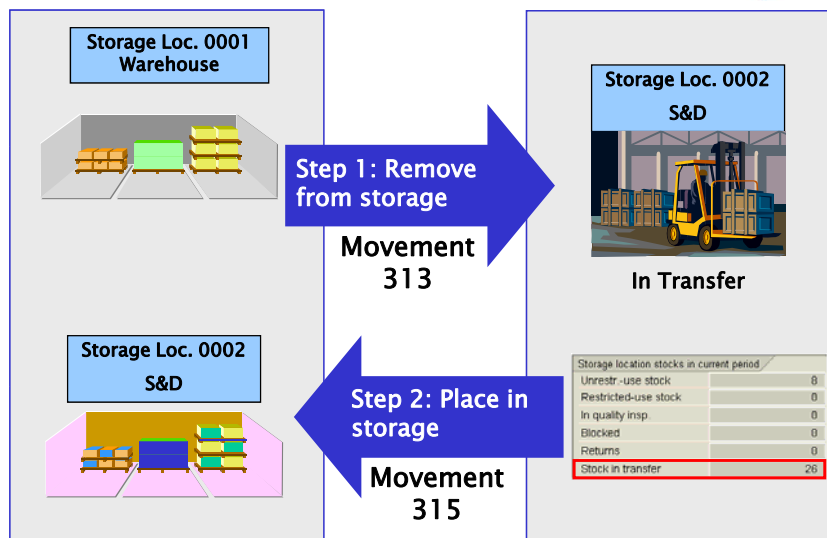 Storage Loc. 0001
Warehouse
Step 1: Remove
from storage
Movement
313
Storage Loc. 0002
S&D
In Transfer
Storage Loc. 0002
S&D
Step 2: Place in
storage
Movement
315
Storage location stocks in current period
Unrestr.-use stock 0
Restricted-use stock 0
In quality insp. 0
Blocked 0
Returns 0
Stock in transfer 26